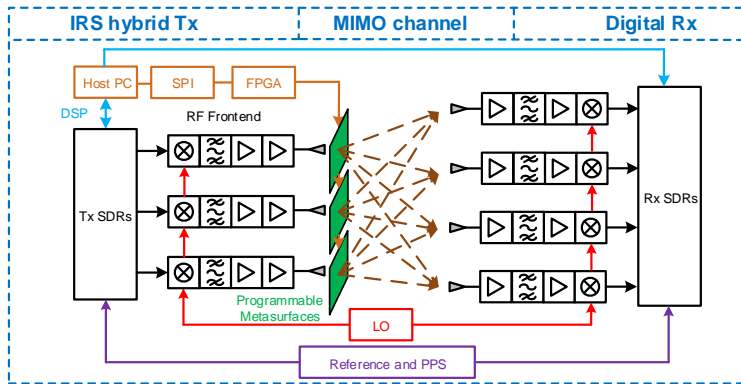 IRS hybrid Tx
MIMO channel
Digital Rx
Host PC
SPI
FPGA
DSP
RF Frontend
Tx SDRs
Rx SDRs
Programmable
Metasurfaces
LO
Reference and PPS